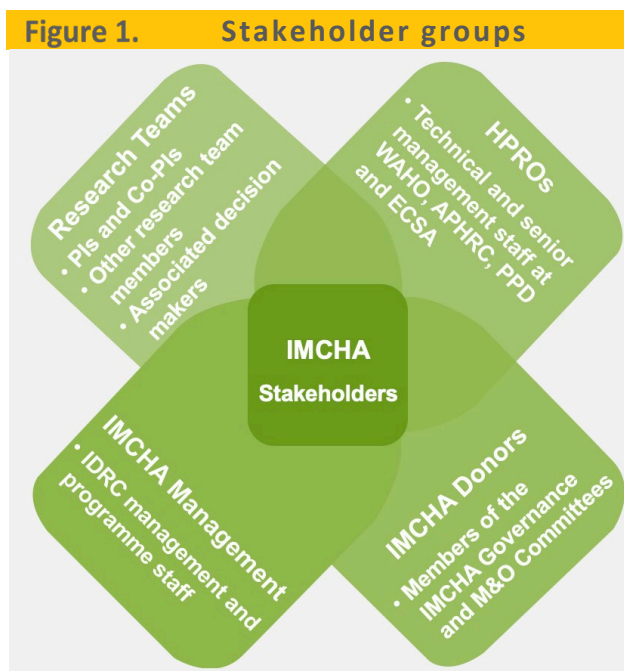 Figure 1. Stakeholder groups
Research Teams
• PIs and Co-PIs
• Other research team
members
• Associated decision
makers
HPROs
• Technical and senior
management staff at
WAHO, APHRC, PPD
and ECSA
IMCHA
Stakeholders
IMCHA Management
• IDRC management and
programme staff
IMCHA Donors
• Members of the
IMCHA Governance
and M&O Committees